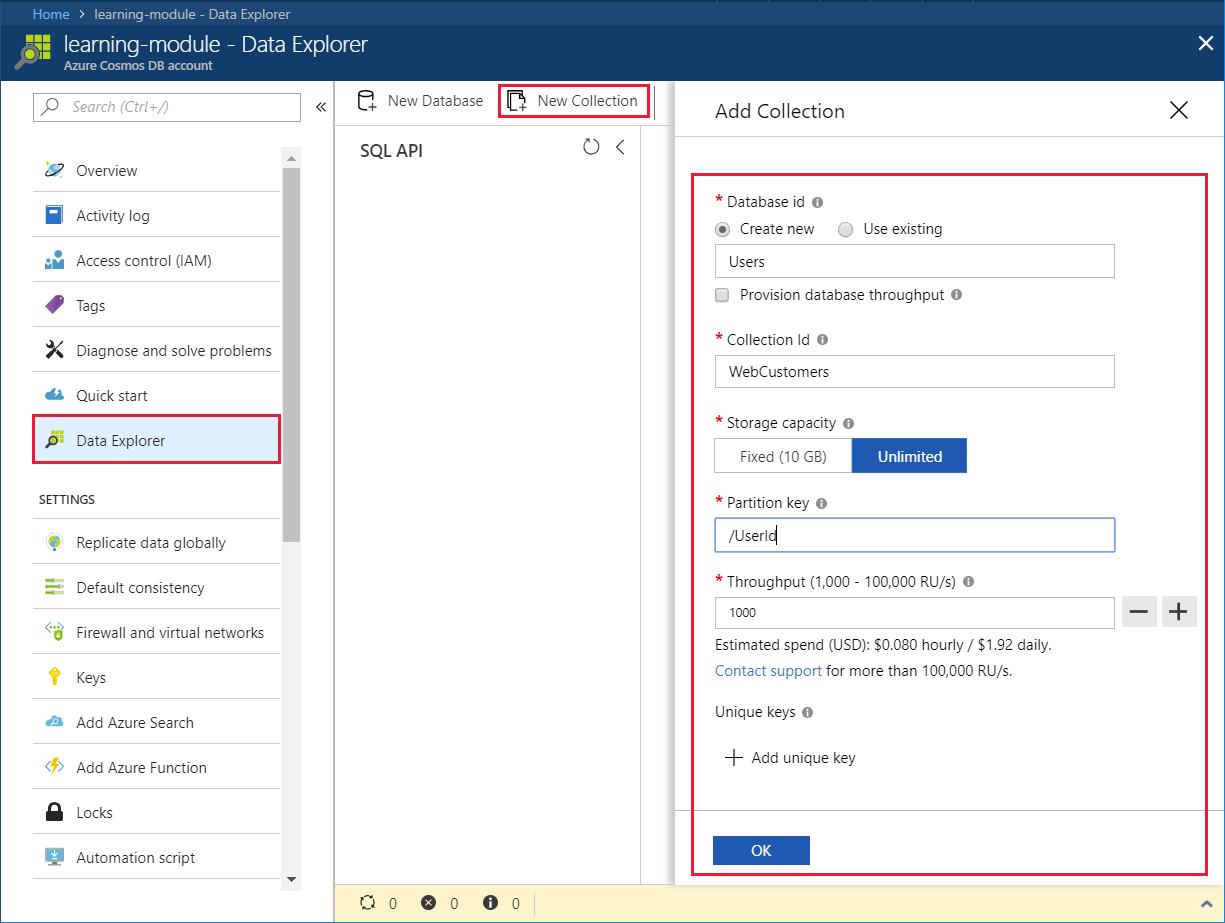 Home > learning-module - Data Explorer
learning-module - Data Explorer
Azure Cosmos DB account
Search (Ctrl+/)
Overview
Activity log
Access control (IAM)
Tags
Diagnose and solve problems
Quick start
Data Explorer
SETTINGS
Replicate data globally
Default consistency
Firewall and virtual networks
Keys
Add Azure Search
Add Azure Function
Locks
Automation script
New Database
New Collection
SQL API
Add Collection
* Database id
Create new
Use existing
Users
Provision database throughput
* Collection Id
WebCustomers
* Storage capacity
Fixed (10 GB)
Unlimited
* Partition key
/UserId
* Throughput (1,000 - 100,000 RU/s)
1000
Estimated spend (USD): $0.080 hourly / $1.92 daily.
Contact support for more than 100,000 RU/s.
Unique keys
Add unique key
OK
0 0 0